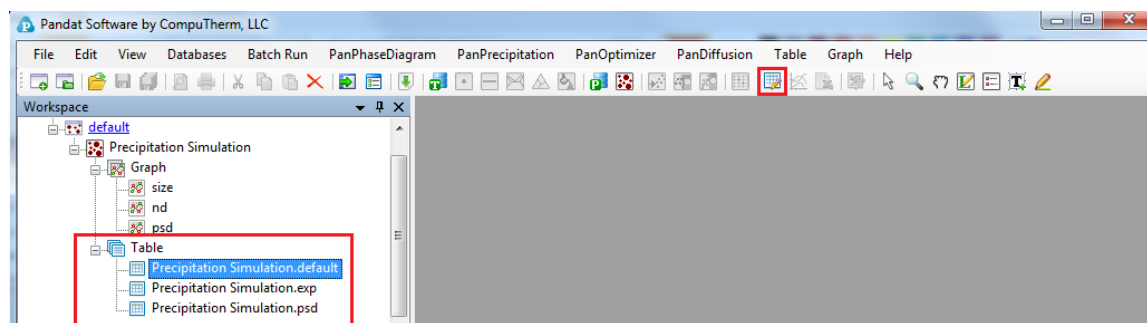 Pandat Software by CompuTherm, LLC
File Edit View Databases Batch Run PanPhaseDiagram PanPrecipitation PanOptimizer PanDiffusion Table Graph Help
Workspace
default
Precipitation Simulation
Graph
size
nd
psd
Table
Precipitation Simulation.default
Precipitation Simulation.exp
Precipitation Simulation.psd